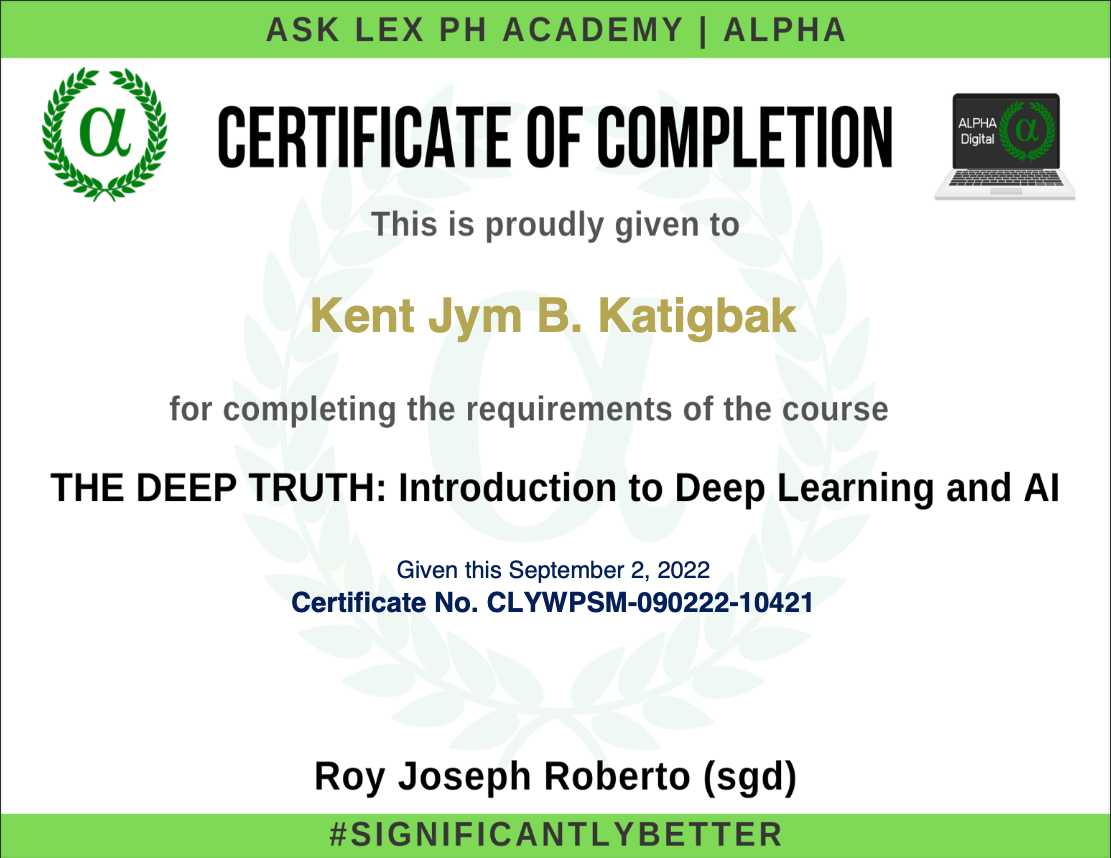 ASK LEX PH ACADEMY | ALPHA
α
CERTIFICATE OF COMPLETION
ALPHA
Digital
α
This is proudly given to
Kent Jym B. Katigbak
for completing the requirements of the course
THE DEEP TRUTH: Introduction to Deep Learning and AI
Given this September 2, 2022
Certificate No. CLYWPSM-090222-10421
Roy Joseph Roberto (sgd)
#SIGNIFICANTLYBETTER